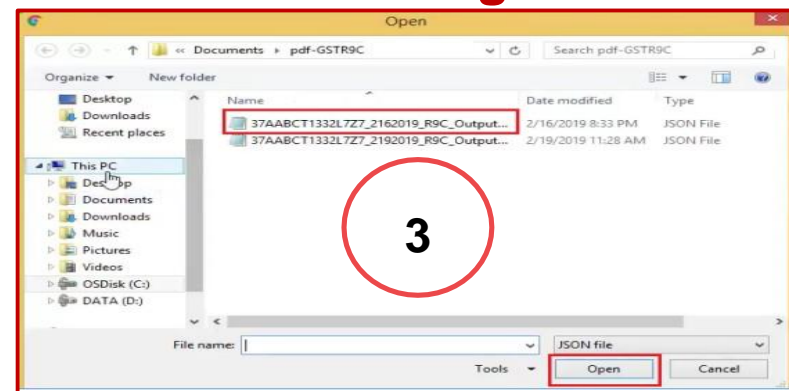 Open
« Documents › pdf-GSTR9C
Search pdf-GSTR9C
Organize
New folder
Desktop
Downloads
Recent places
This PC
Desktop
Documents
Downloads
Music
Pictures
Videos
OSDisk (C:)
DATA (D:)
Name Date modified Type
37AABCT1332L7Z7_2162019_R9C_Output... 2/16/2019 8:33 PM JSON File
37AABCT1332L7Z7_2192019_R9C_Output... 2/19/2019 11:28 AM JSON File
3
File name: JSON file
Tools Open Cancel